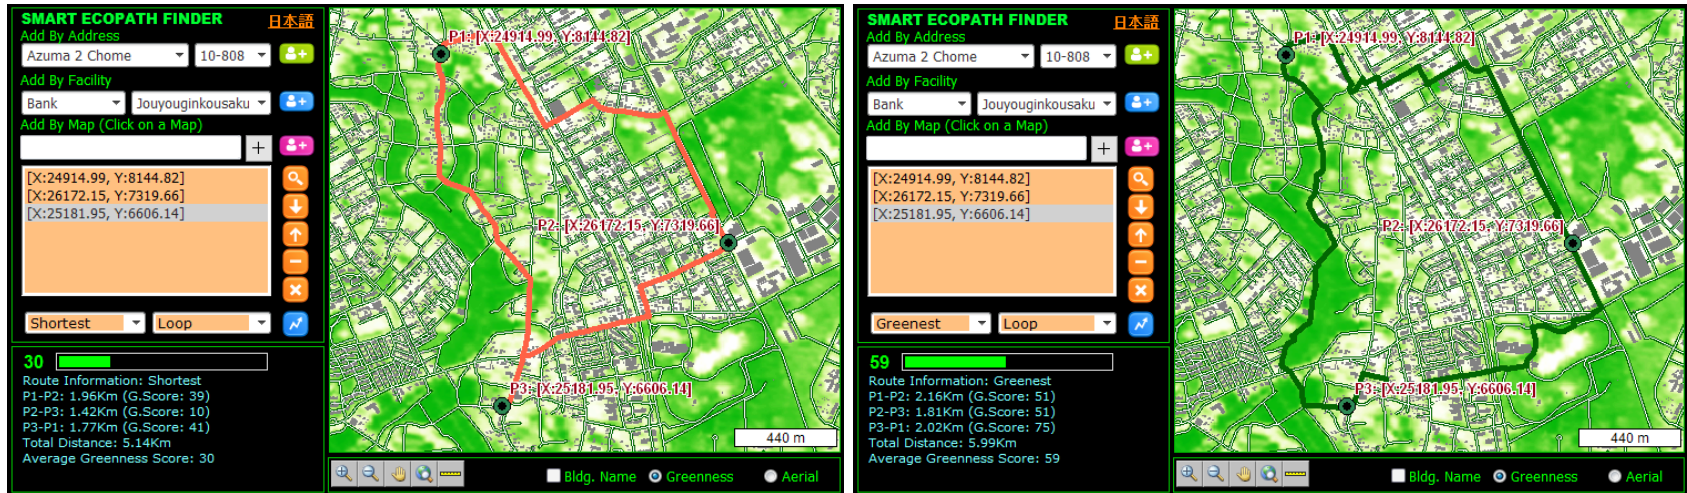 SMART ECOPATH FINDER
日本語
Add By Address
Azuma 2 Chome
10-808
Add By Facility
Bank
Jouyouginkousaku
Add By Map (Click on a Map)
[X:24914.99, Y:8144.82]
[X:26172.15, Y:7319.66]
[X:25181.95, Y:6606.14]
Shortest
Loop
30
Route Information: Shortest
P1-P2: 1.96Km (G.Score: 39)
P2-P3: 1.42Km (G.Score: 10)
P3-P1: 1.77Km (G.Score: 41)
Total Distance: 5.14Km
Average Greenness Score: 30
P1: [X:24914.99, Y:8144.82]
P2: [X:26172.15, Y:7319.66]
P3: [X:25181.95, Y:6606.14]
440 m
Bldg. Name
Greenness
Aerial
SMART ECOPATH FINDER
日本語
Add By Address
Azuma 2 Chome
10-808
Add By Facility
Bank
Jouyouginkousaku
Add By Map (Click on a Map)
[X:24914.99, Y:8144.82]
[X:26172.15, Y:7319.66]
[X:25181.95, Y:6606.14]
Greenest
Loop
59
Route Information: Greenest
P1-P2: 2.16Km (G.Score: 51)
P2-P3: 1.81Km (G.Score: 51)
P3-P1: 2.02Km (G.Score: 75)
Total Distance: 5.99Km
Average Greenness Score: 59
P1: [X:24914.99, Y:8144.82]
P2: [X:26172.15, Y:7319.66]
P3: [X:25181.95, Y:6606.14]
440 m
Bldg. Name
Greenness
Aerial